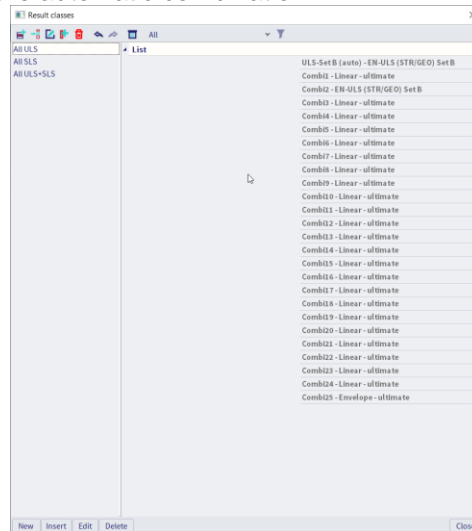 Result classes
All
All ULS
List
All SLS
All ULS+SLS
ULS-Set B (auto) - EN-ULS (STR/GEO) Set B
Combi1 - Linear - ultimate
Combi2 - EN-ULS (STR/GEO) Set B
Combi3 - Linear - ultimate
Combi4 - Linear - ultimate
Combi5 - Linear - ultimate
Combi6 - Linear - ultimate
Combi7 - Linear - ultimate
Combi8 - Linear - ultimate
Combi9 - Linear - ultimate
Combi10 - Linear - ultimate
Combi11 - Linear - ultimate
Combi12 - Linear - ultimate
Combi13 - Linear - ultimate
Combi14 - Linear - ultimate
Combi15 - Linear - ultimate
Combi16 - Linear - ultimate
Combi17 - Linear - ultimate
Combi18 - Linear - ultimate
Combi19 - Linear - ultimate
Combi20 - Linear - ultimate
Combi21 - Linear - ultimate
Combi22 - Linear - ultimate
Combi23 - Linear - ultimate
Combi24 - Linear - ultimate
Combi25 - Envelope - ultimate
New Insert Edit Delete Clos